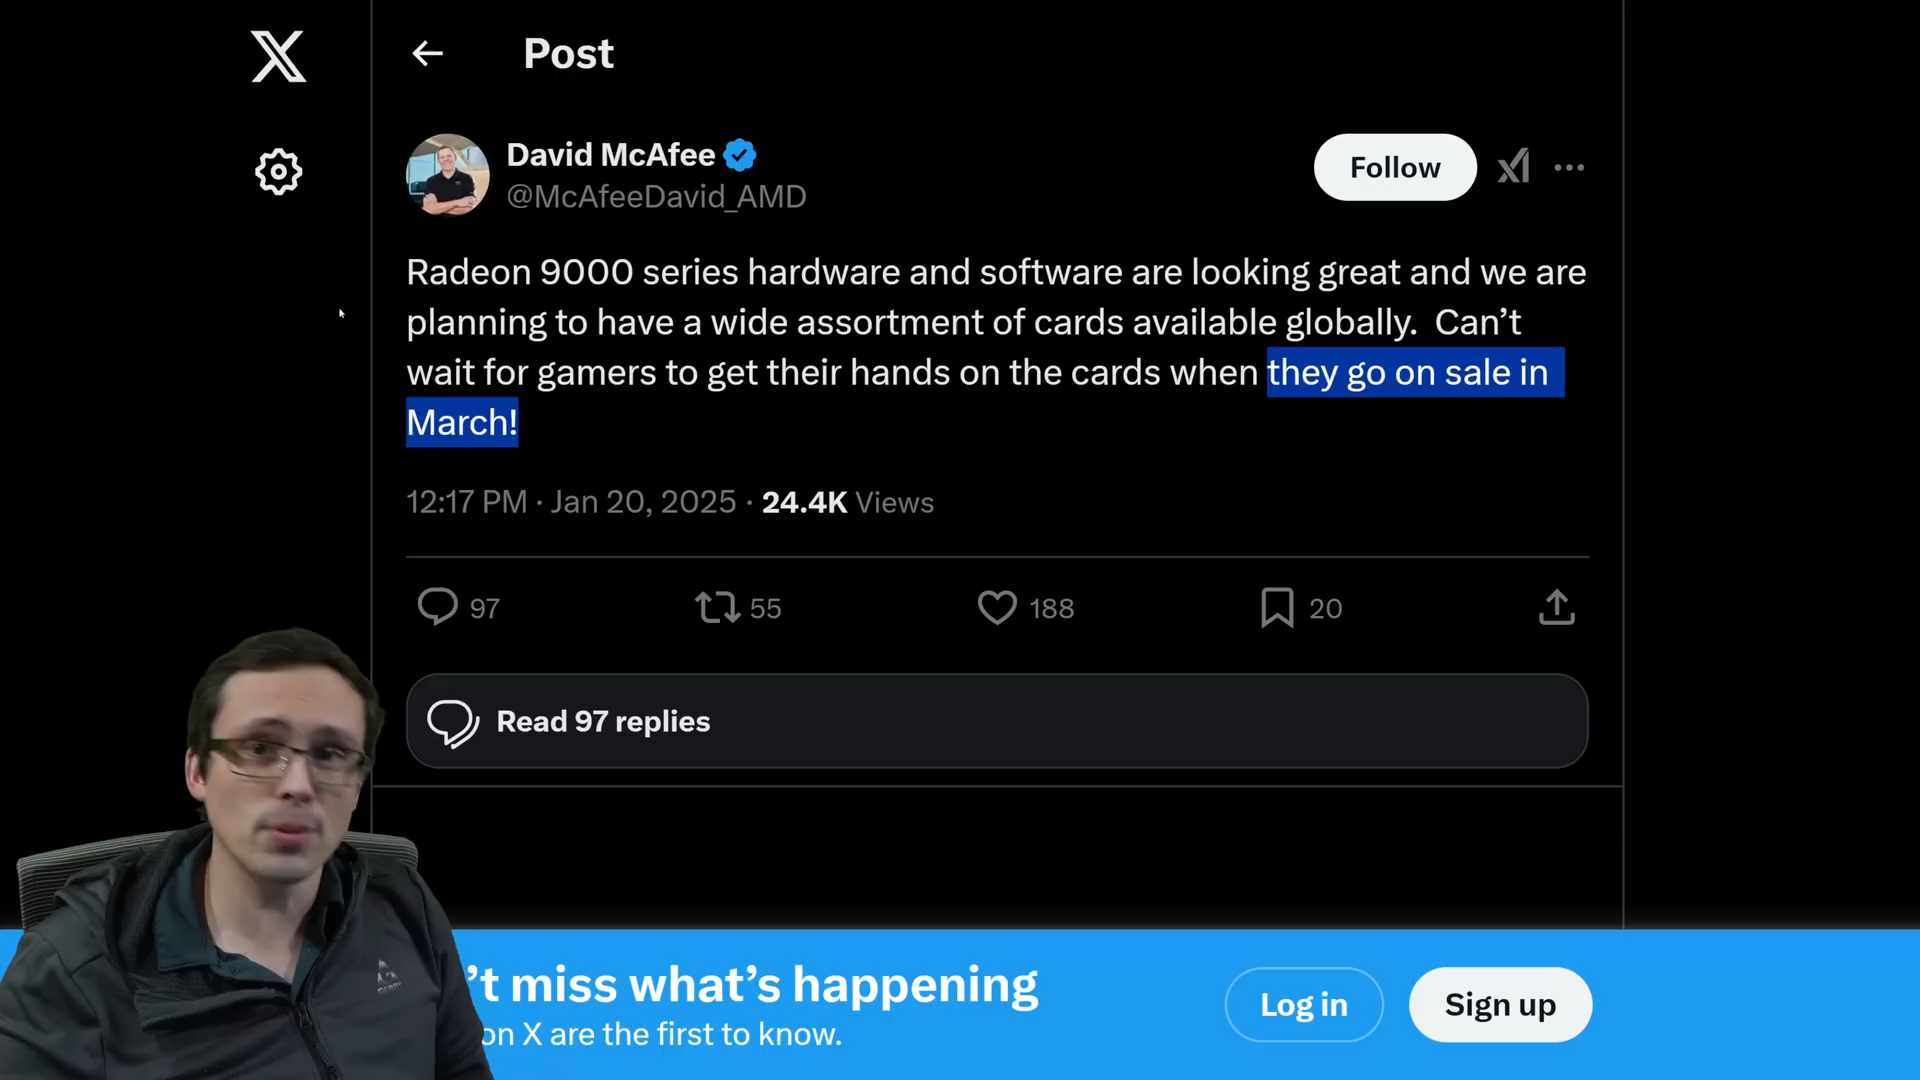 Post
David McAfee
@McAfeeDavid_AMD
Follow
Radeon 9000 series hardware and software are looking great and we are
planning to have a wide assortment of cards available globally.  Can’t
wait for gamers to get their hands on the cards when they go on sale in
March!
12:17 PM · Jan 20, 2025 · 24.4K Views
97
55
188
20
Read 97 replies
’t miss what’s happening
on X are the first to know.
Log in
Sign up